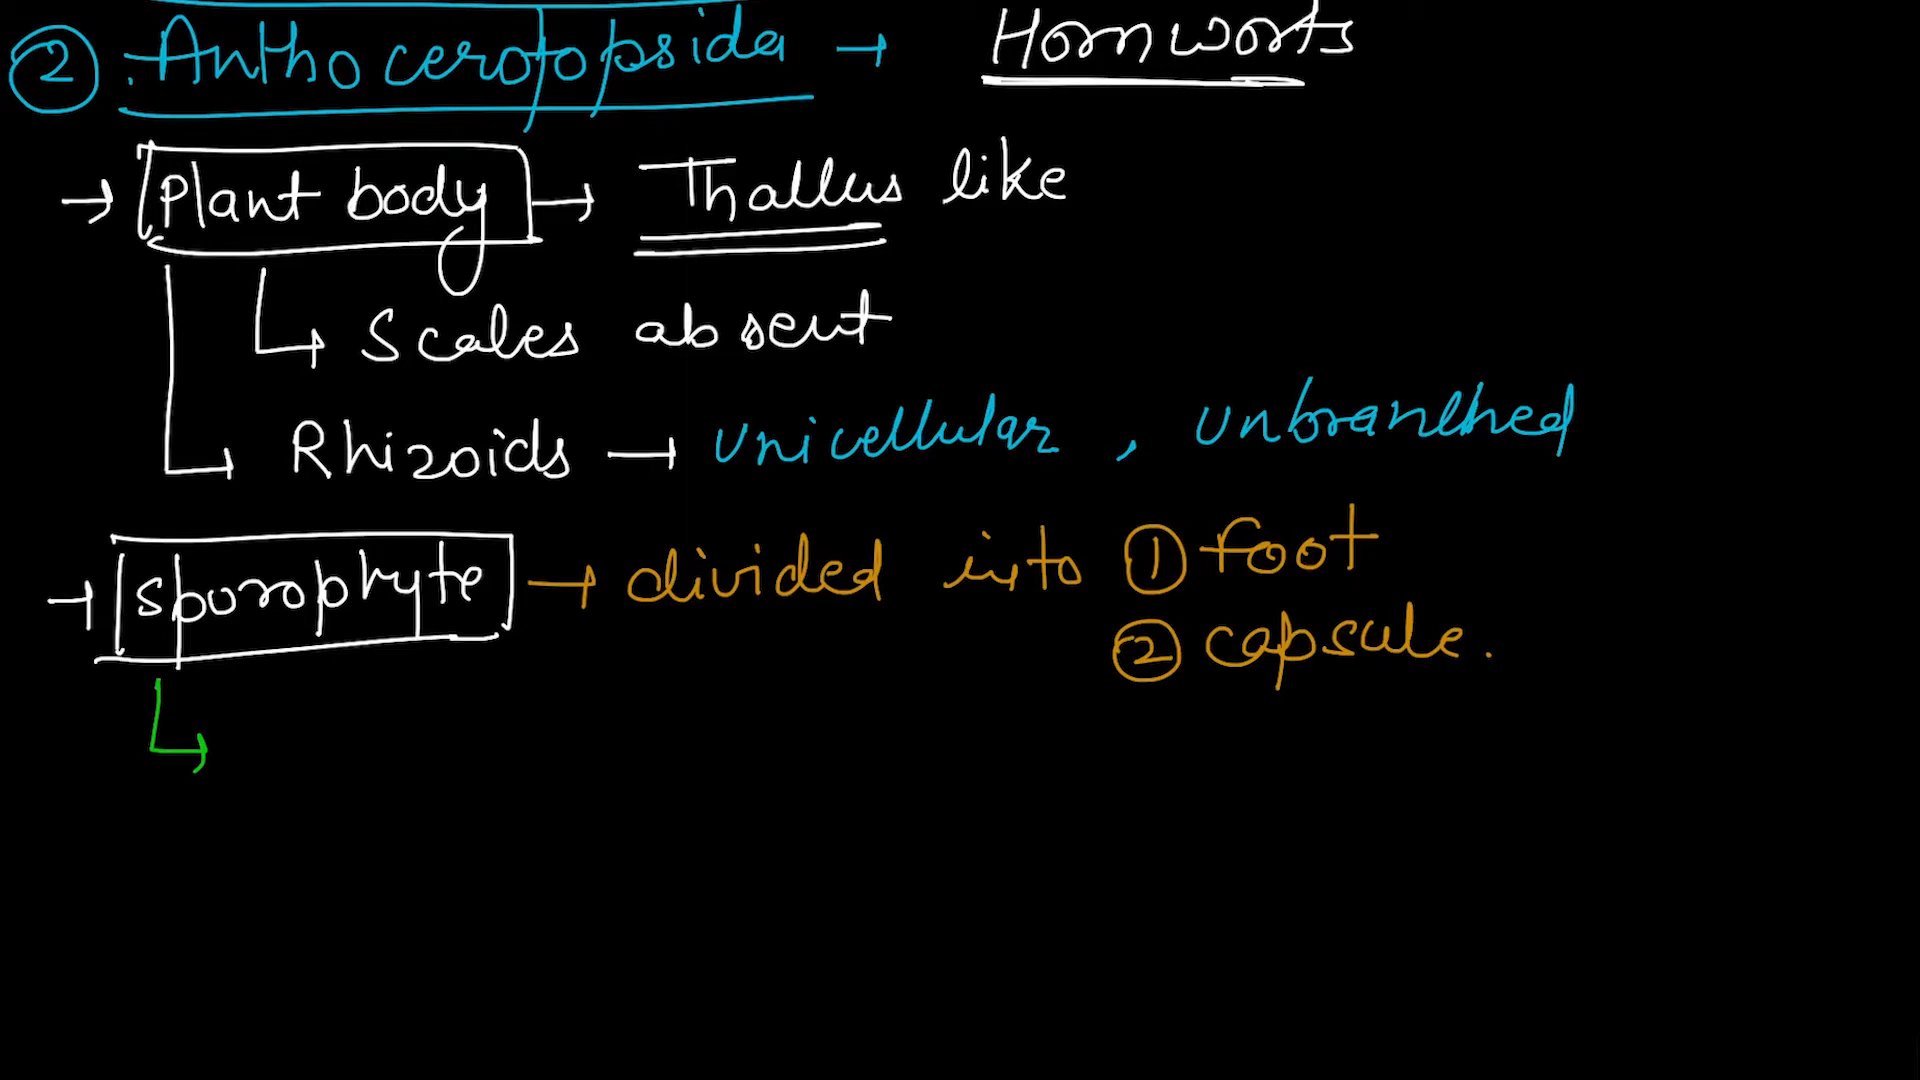 ② Anthocerotopsida → Hornworts
→ Plant body → Thallus like
↳ Scales absent
↳ Rhizoids → unicellular, unbranched
→ Sporophyte → divided into ① foot
② capsule.